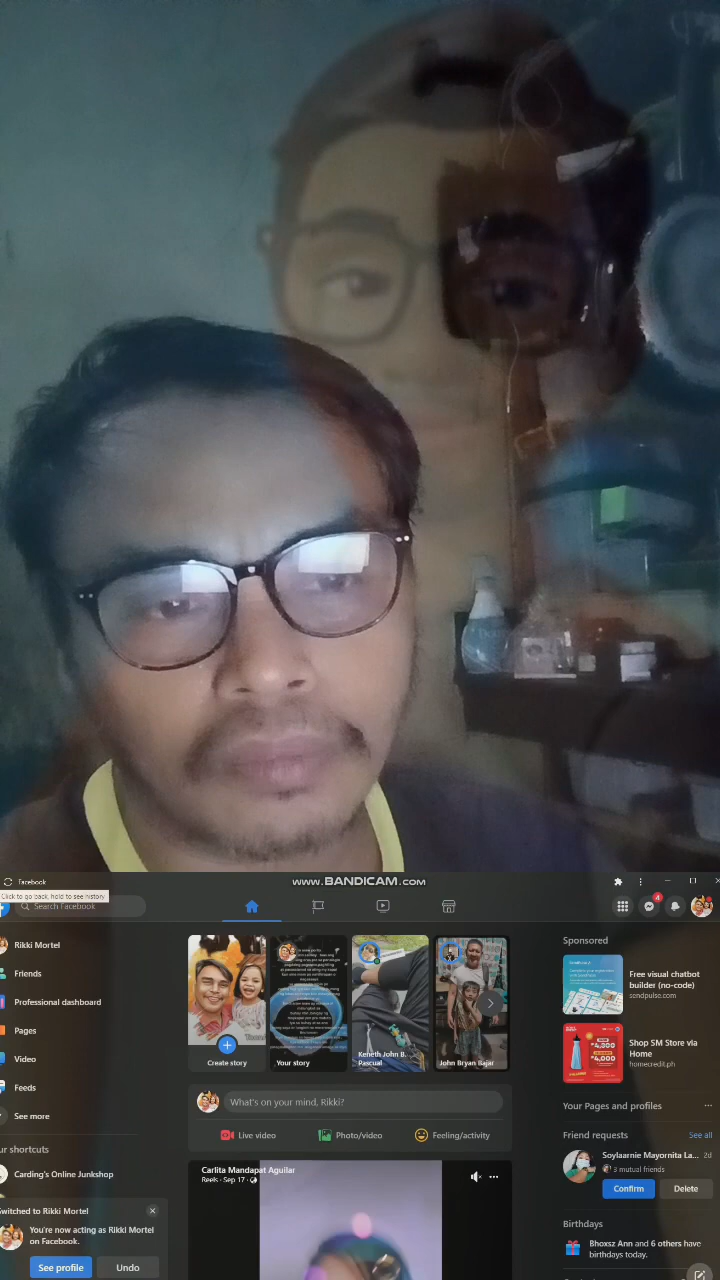 www.BANDICAM.com
Facebook
Click to go back, hold to see history
Search Facebook
4
Rikki Mortel
Friends
Professional dashboard
Pages
Video
Feeds
See more
ur shortcuts
Carding's Online Junkshop
Switched to Rikki Mortel
You're now acting as Rikki Mortel
on Facebook.
See profile
Undo
Create story
Your story
Keneth John B.
Pascual
John Bryan Bajar
What's on your mind, Rikki?
Live video
Photo/video
Feeling/activity
Carlita Mandapat Aguilar
Reels · Sep 17 ·
Sponsored
Free visual chatbot
builder (no-code)
sendpulse.com
Shop SM Store via
Home
homecredit.ph
Your Pages and profiles
Friend requests
See all
Soylaarnie Mayornita La...
2d
3 mutual friends
Confirm
Delete
Birthdays
Bhoxsz Ann and 6 others have
birthdays today.